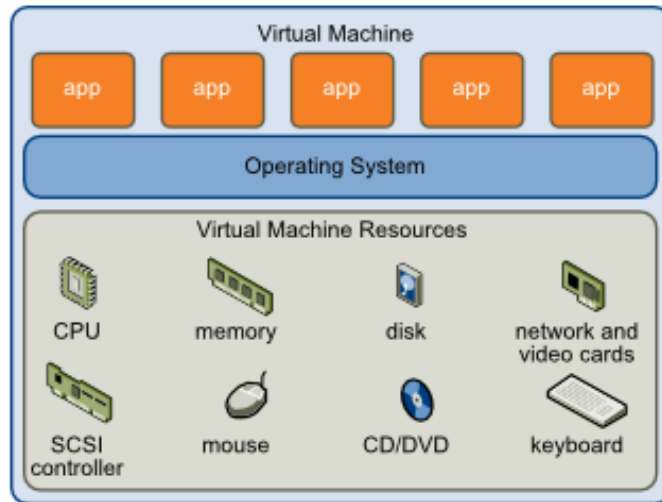 Virtual Machine
app app app app app
Operating System
Virtual Machine Resources
CPU memory disk network and
video cards
SCSI mouse CD/DVD keyboard
controller